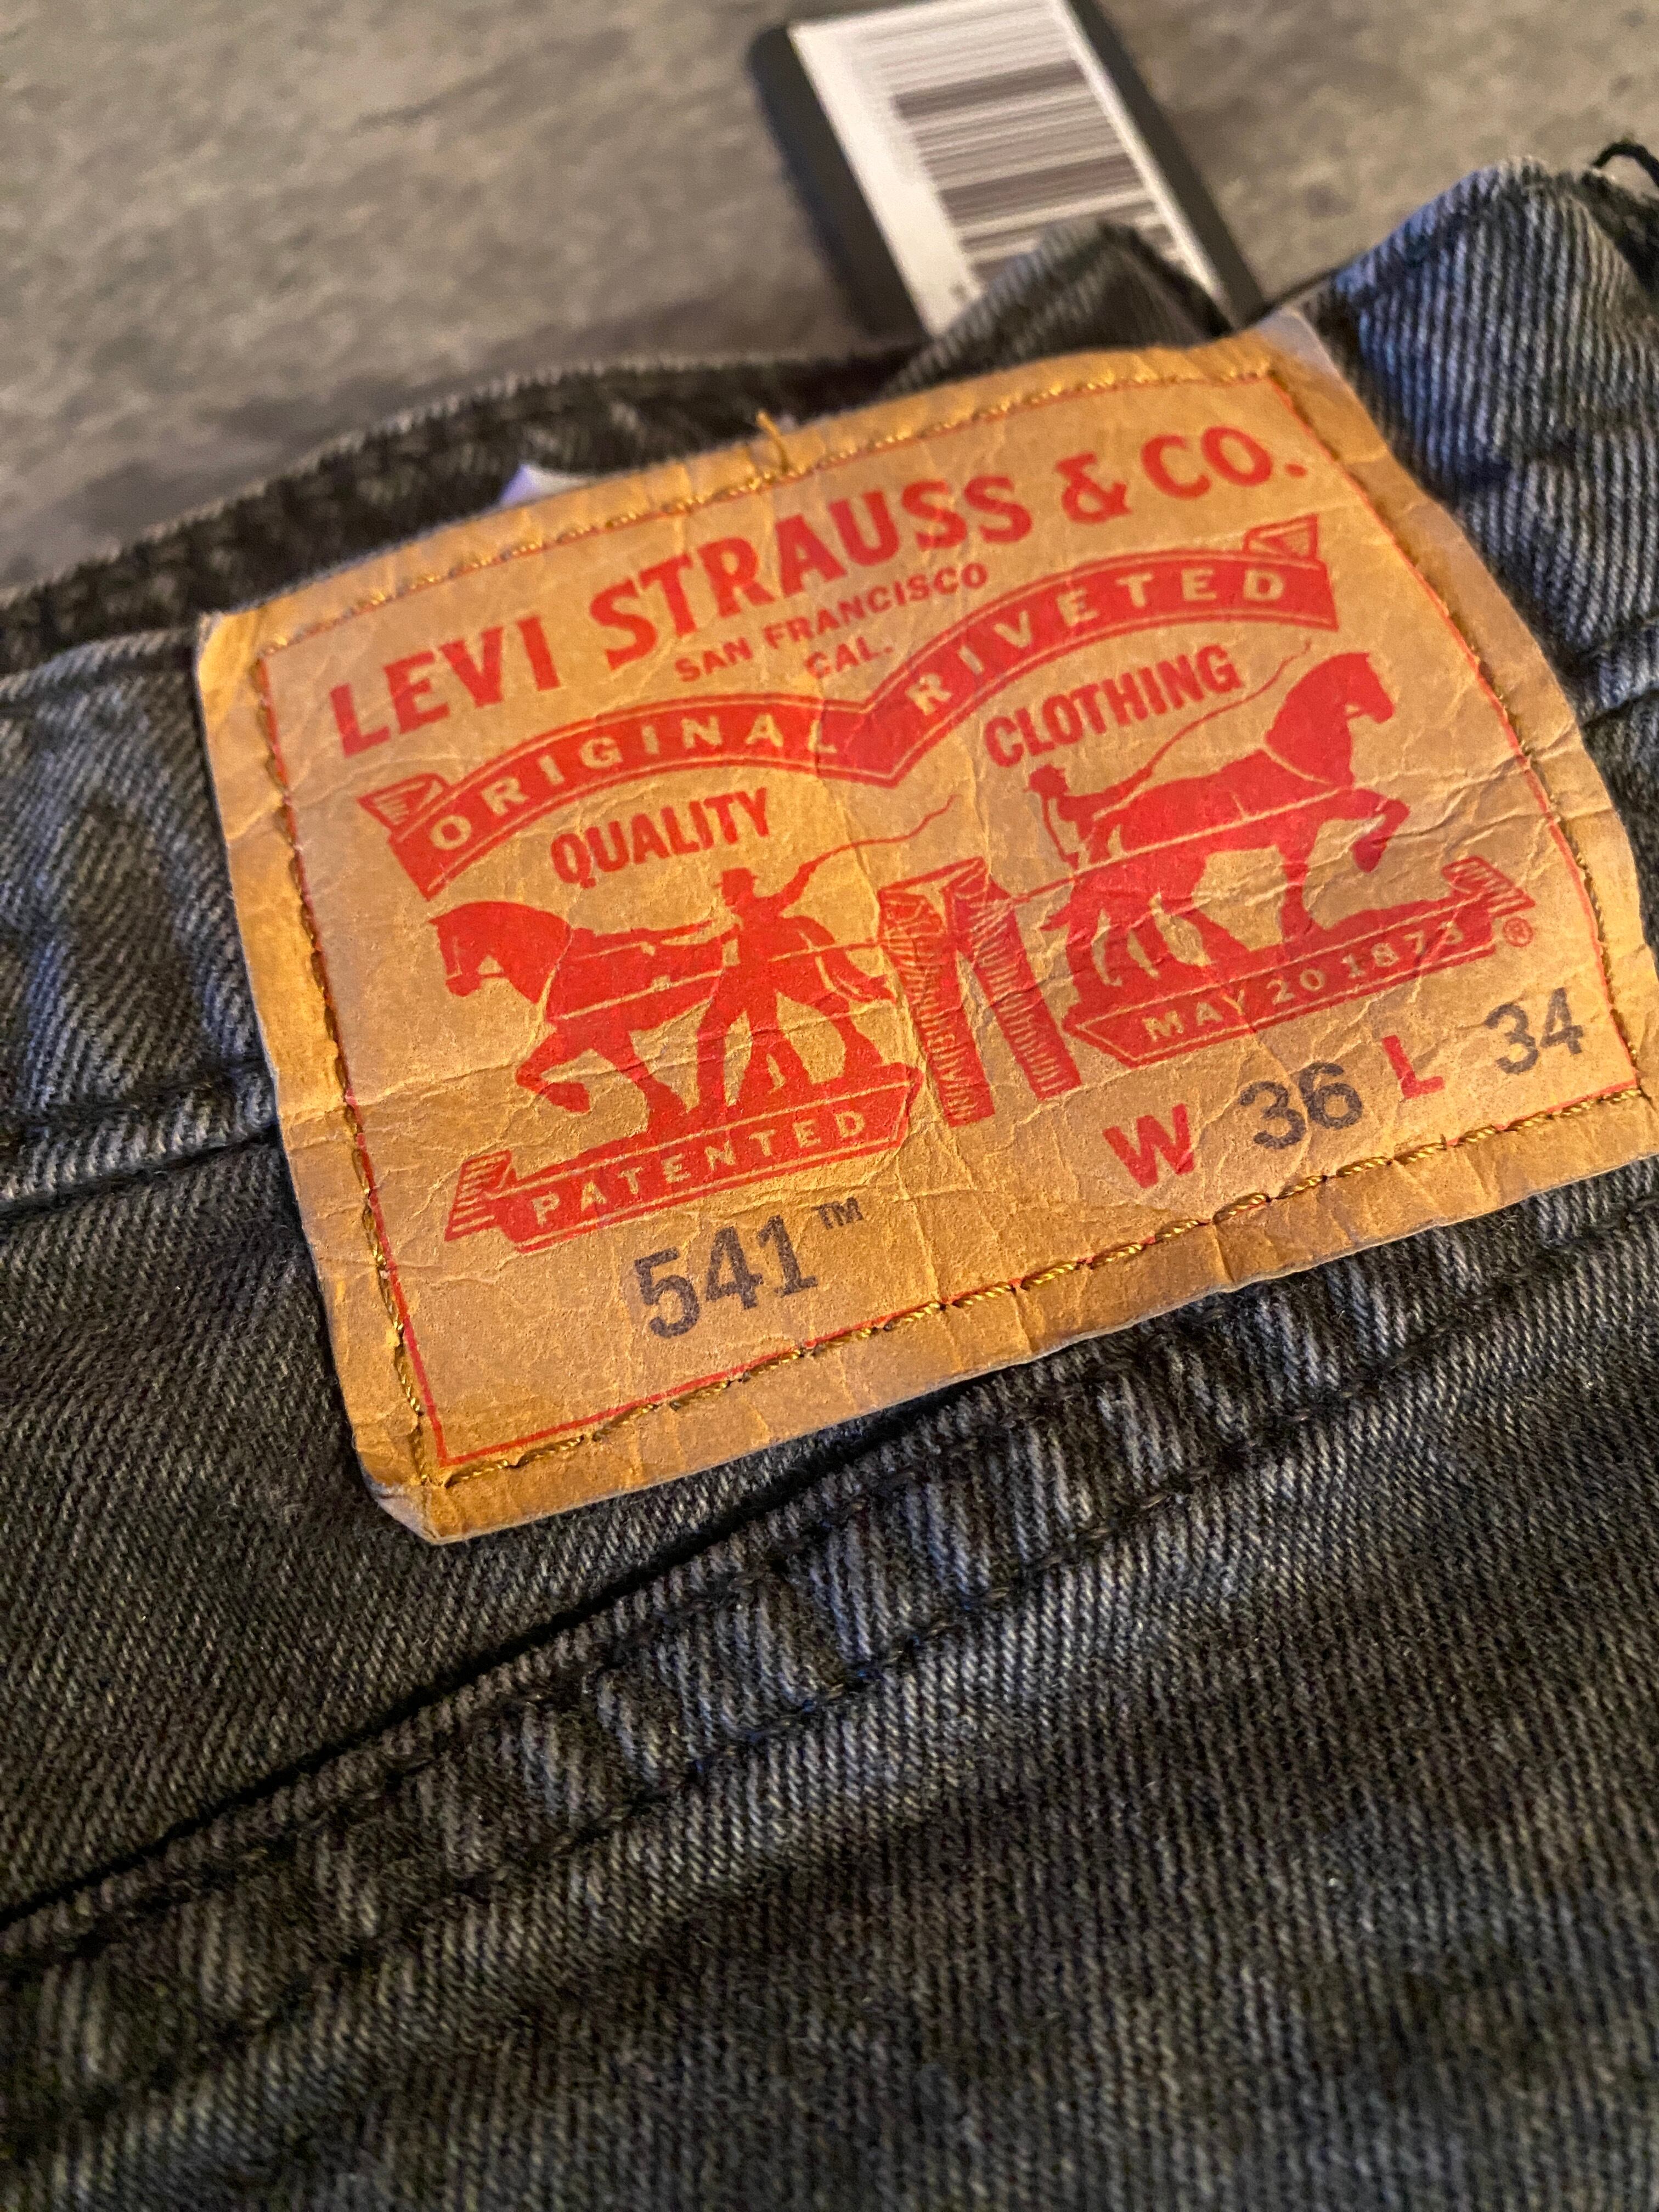 LEVI STRAUSS & CO.
SAN FRANCISCO
CAL.
ORIGINAL RIVETED
QUALITY CLOTHING
PATENTED MAY 20 1873 ®
541™ W 36 L 34